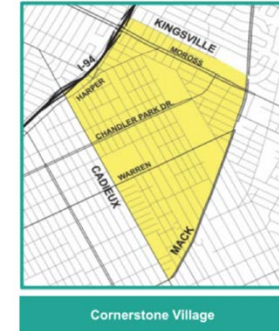 KINGSVILLE
MOROSS
I-94
HARPER
CHANDLER PARK DR
WARREN
CADIEUX
MACK
Cornerstone Village